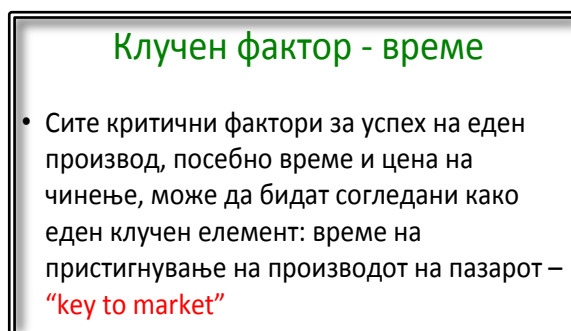 Клучен фактор - време
• Сите критични фактори за успех на еден
производ, посебно време и цена на
чинење, може да бидат согледани како
еден клучен елемент: време на
пристигнување на производот на пазарот –
“key to market”